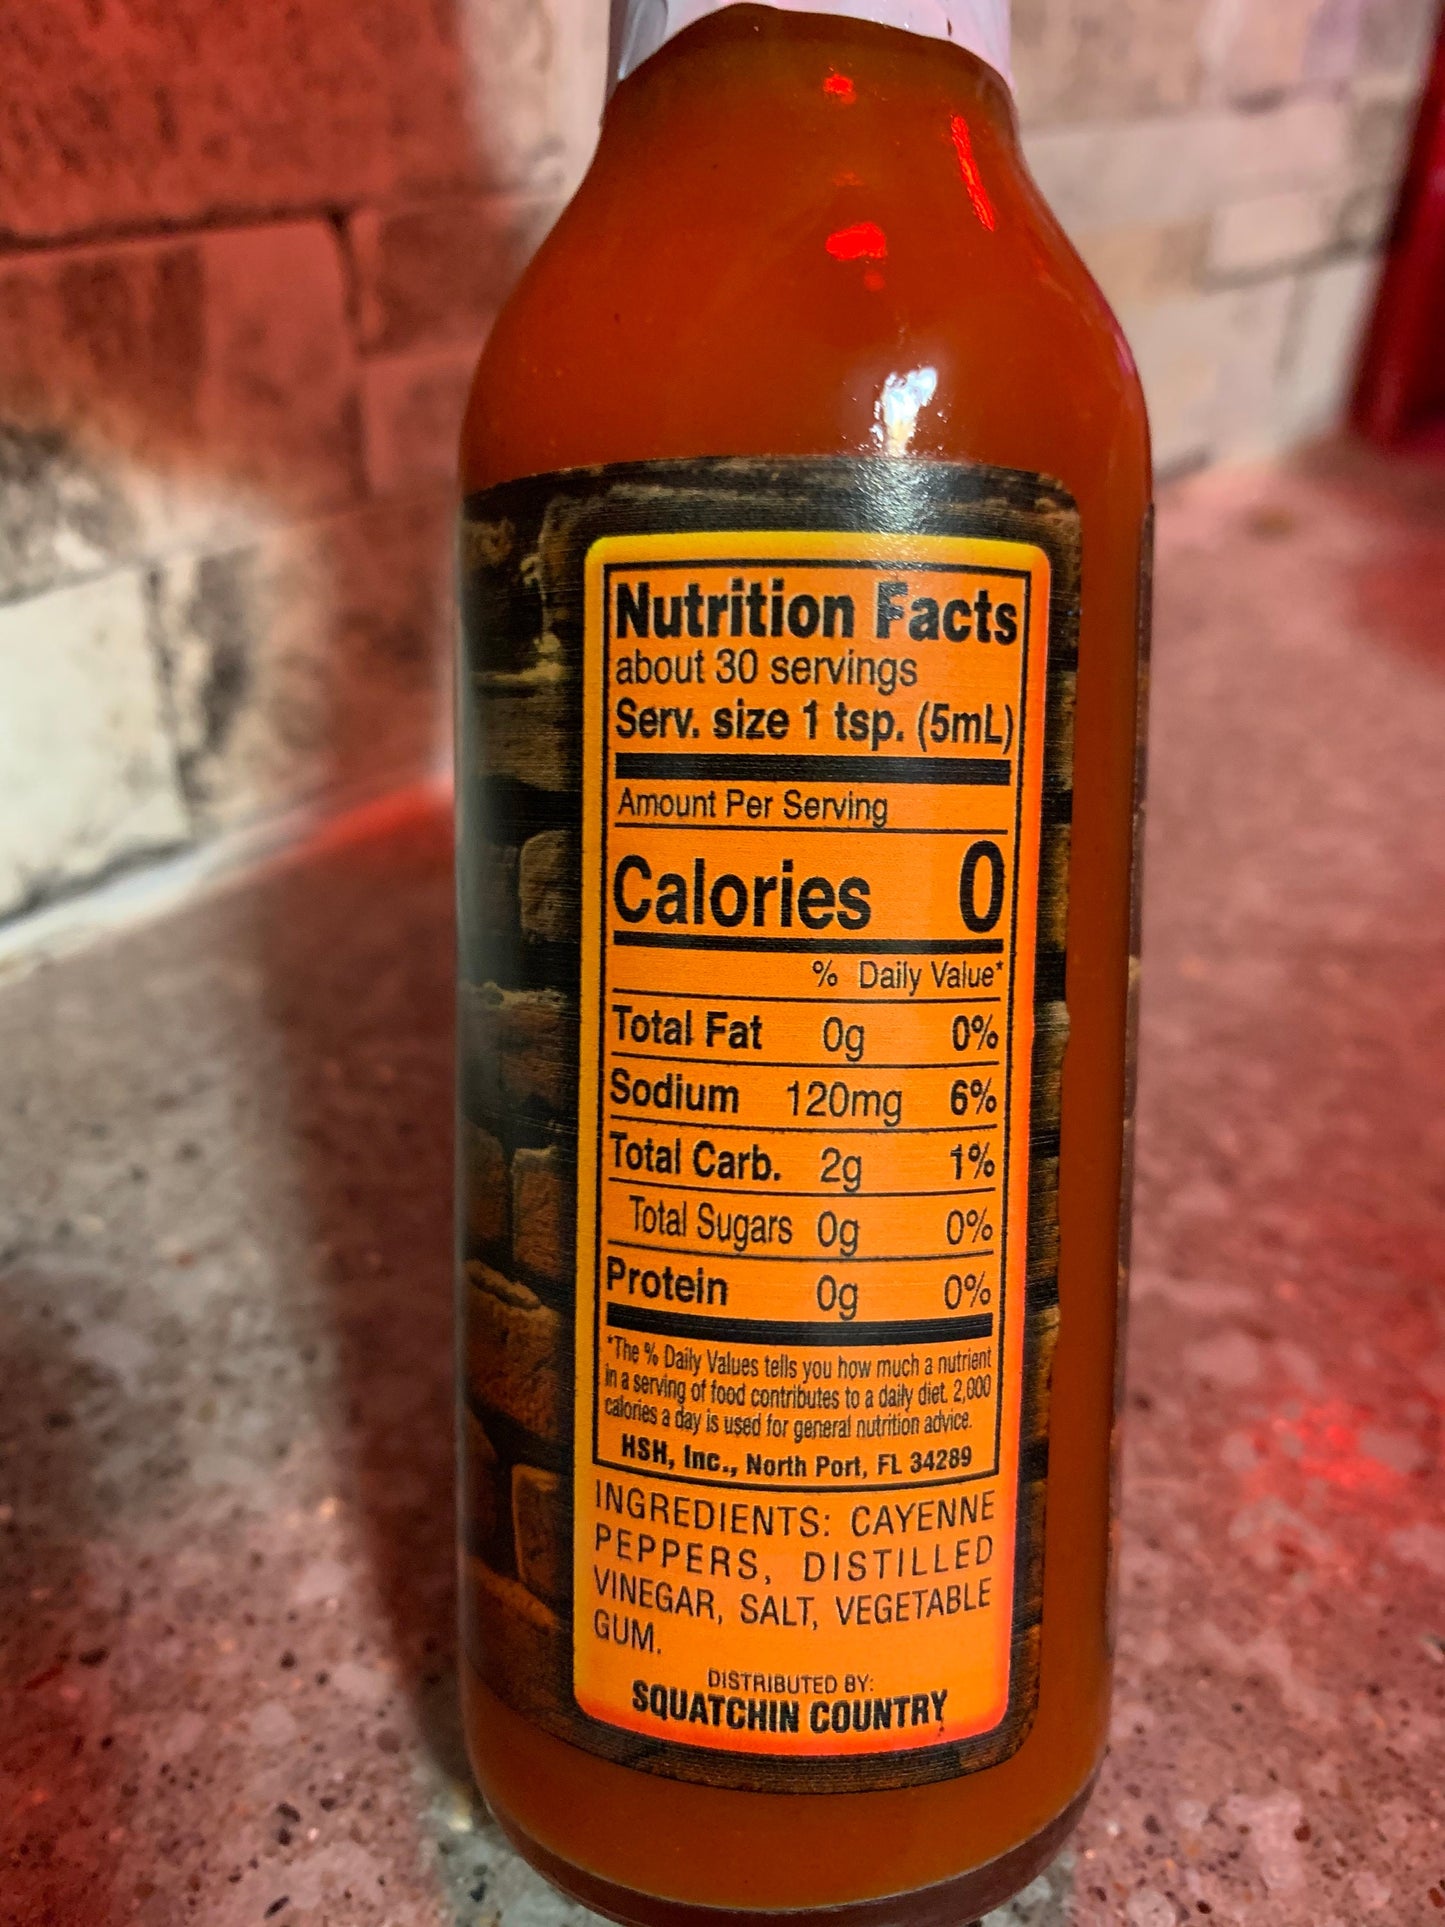 Nutrition Facts
about 30 servings
Serv. size 1 tsp. (5mL)
Amount Per Serving
Calories 0
% Daily Value*
Total Fat 0g 0%
Sodium 120mg 6%
Total Carb. 2g 1%
Total Sugars 0g 0%
Protein 0g 0%
*The % Daily Values tells you how much a nutrient
in a serving of food contributes to a daily diet. 2,000
calories a day is used for general nutrition advice.
HSH, Inc., North Port, FL 34289
INGREDIENTS: CAYENNE
PEPPERS, DISTILLED
VINEGAR, SALT, VEGETABLE
GUM.
DISTRIBUTED BY:
SQUATCHIN COUNTRY